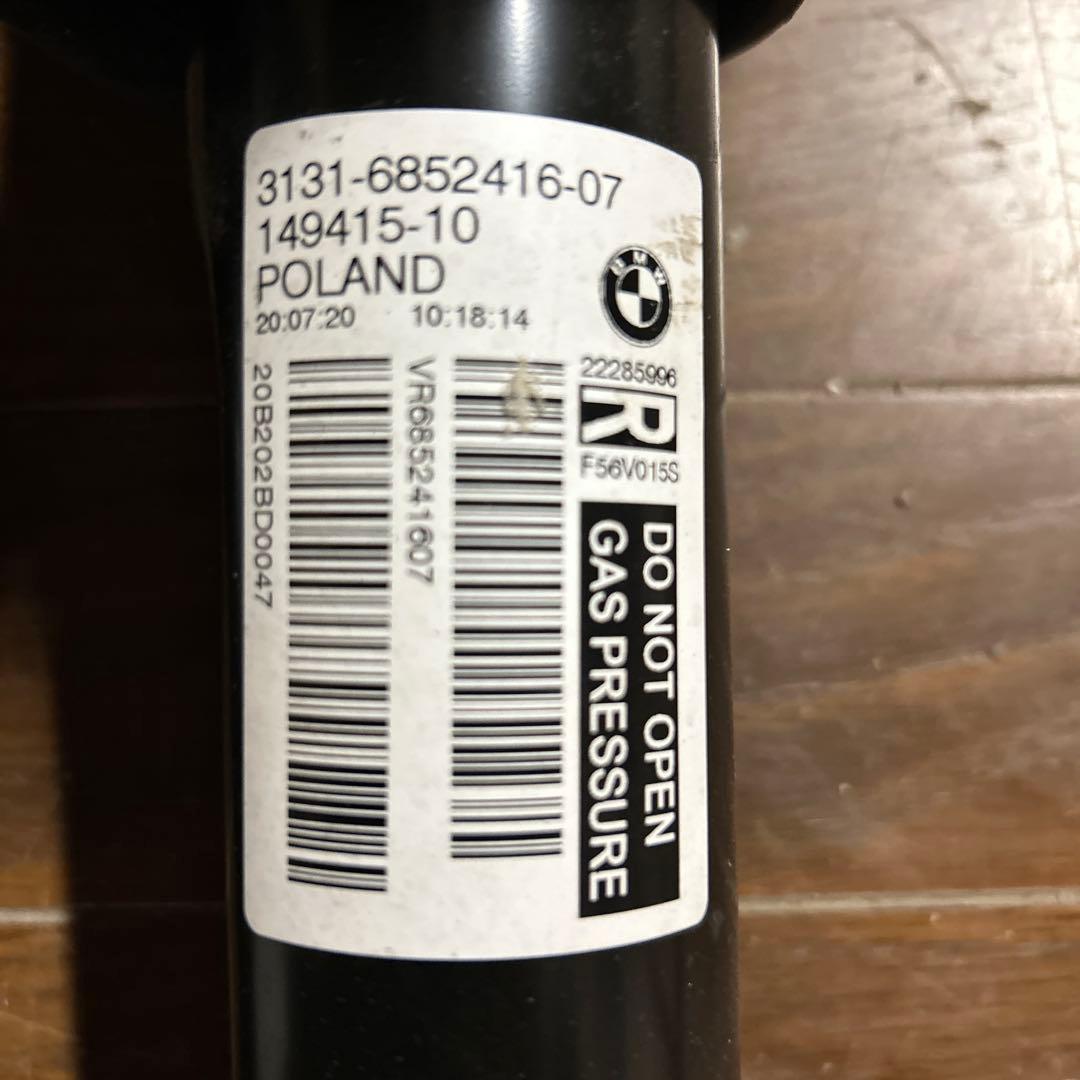 3131-6852416-07
149415-10
POLAND
20:07:20 10:18:14
BMW
22285996
R
F56V015S
20B202BD0047
VR685241607
DO NOT OPEN
GAS PRESSURE